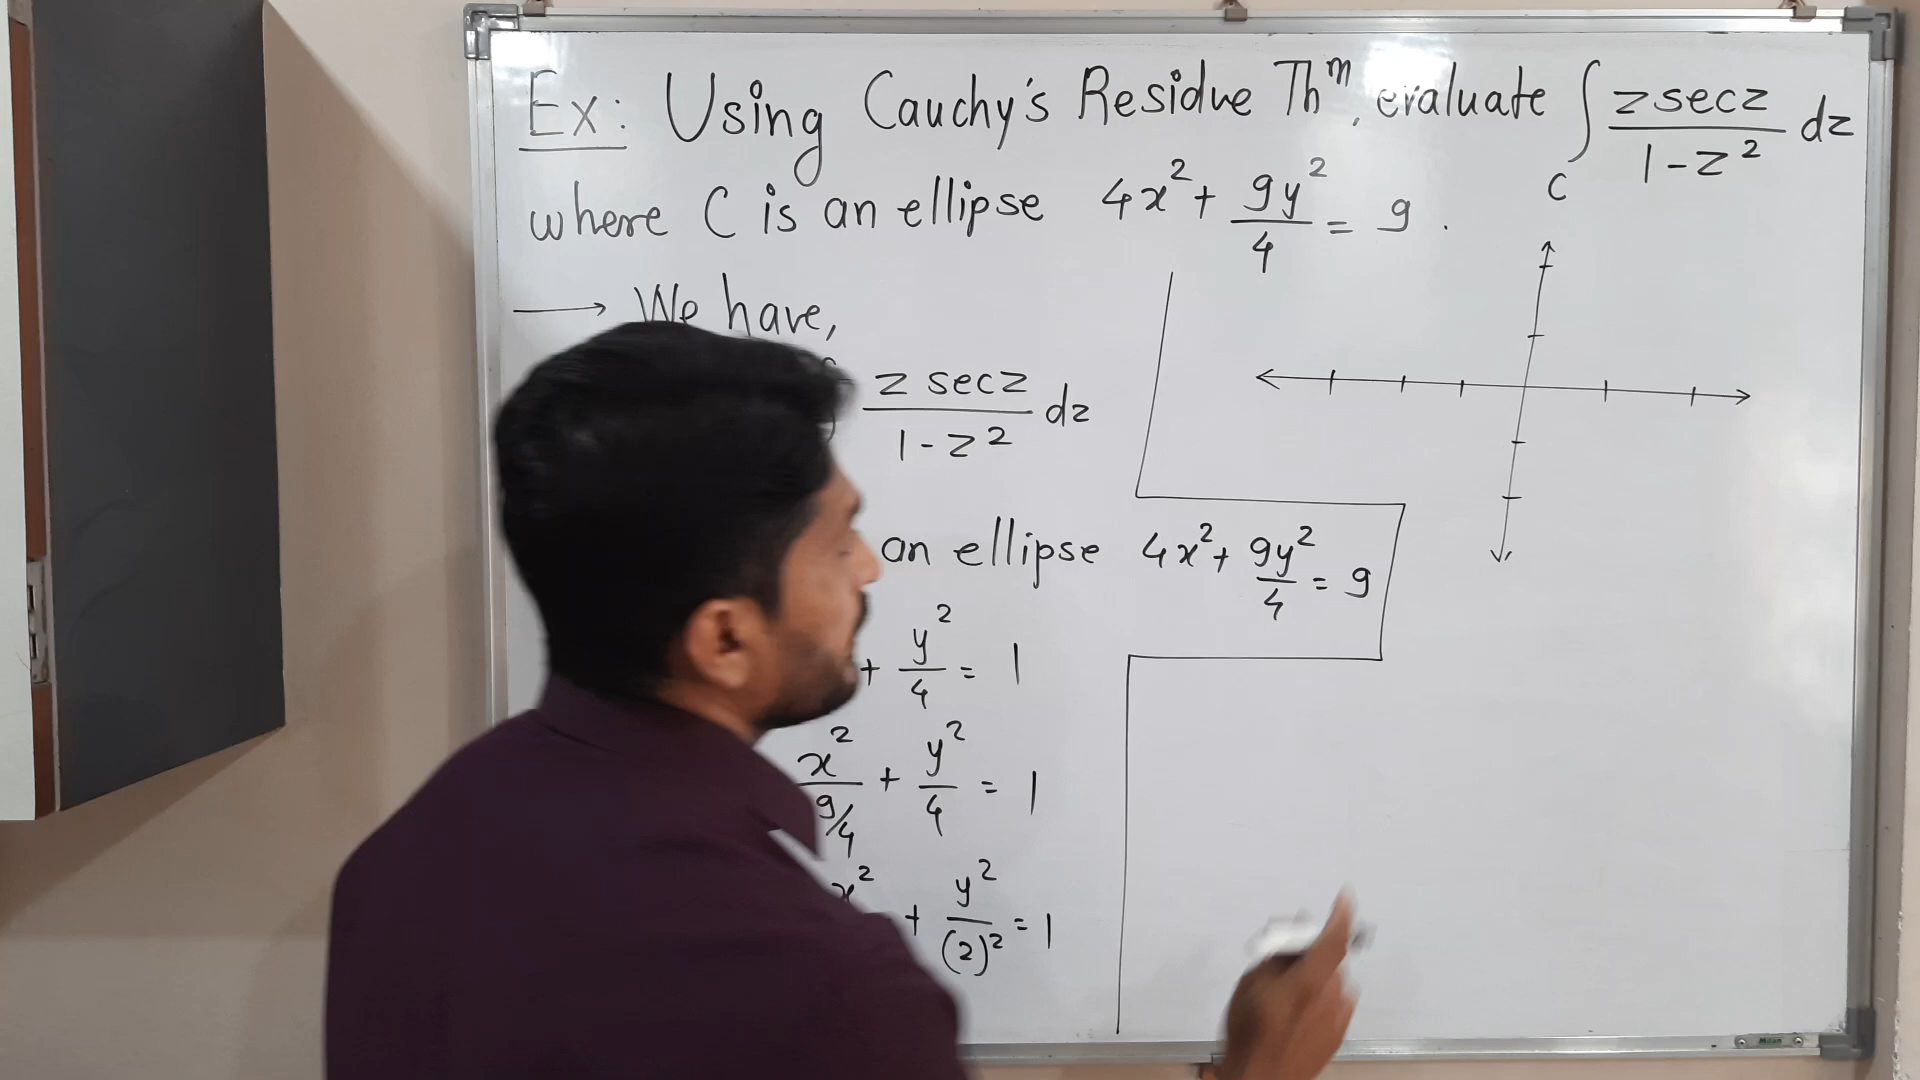 Ex: Using Cauchy's Residue Thᵐ, evaluate ∫_C z sec z / 1-z² dz
where C is an ellipse 4x² + 9y²/4 = 9 .
→ We have,
z sec z / 1-z² dz
an ellipse 4x² + 9y²/4 = 9
+ y²/4 = 1
x²/9/4 + y²/4 = 1
x² + y²/(2)² = 1